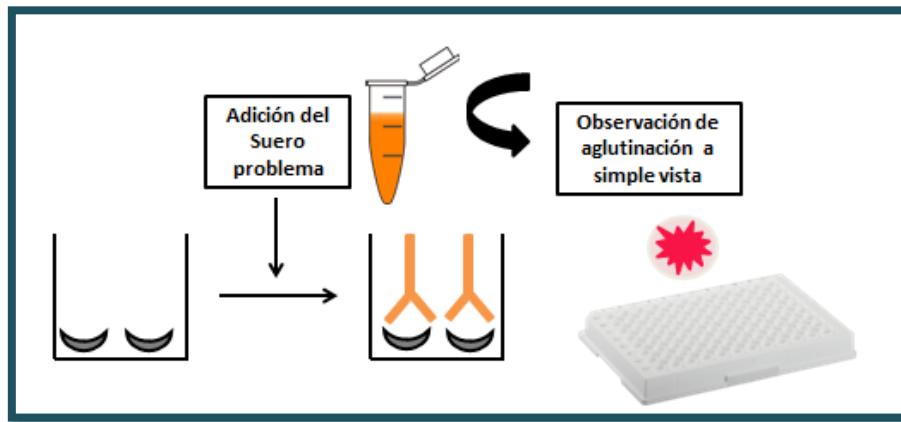 Adición del
Suero
problema
Observación de
aglutinación a
simple vista